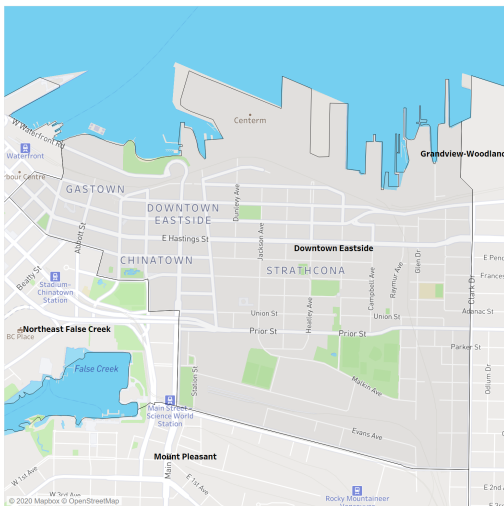 Centerm
W Waterfront Rd
Waterfront
Grandview-Woodland
bour Centre
GASTOWN
Dunlevy Ave
DOWNTOWN
EASTSIDE
Abbott St
Jackson Ave
E Hastings St
Downtown Eastside
CHINATOWN
STRATHCONA
Glen Dr
E Pend
Beatty St
Raymur Ave
Campbell Ave
Clark Dr
Frances
Stadium-
Chinatown
Station
Heatley Ave
Union St
Union St
Adanac St
Northeast False Creek
BC Place
Prior St
Prior St
Parker St
False Creek
Station St
Malkin Ave
Odlum Dr
Main Street -
Science World
Station
Evans Ave
Mount Pleasant
Main
W 1st Ave
E 1st Ave
W 3rd Ave
E 2nd
Rocky Mountaineer
© 2020 Mapbox © OpenStreetMap